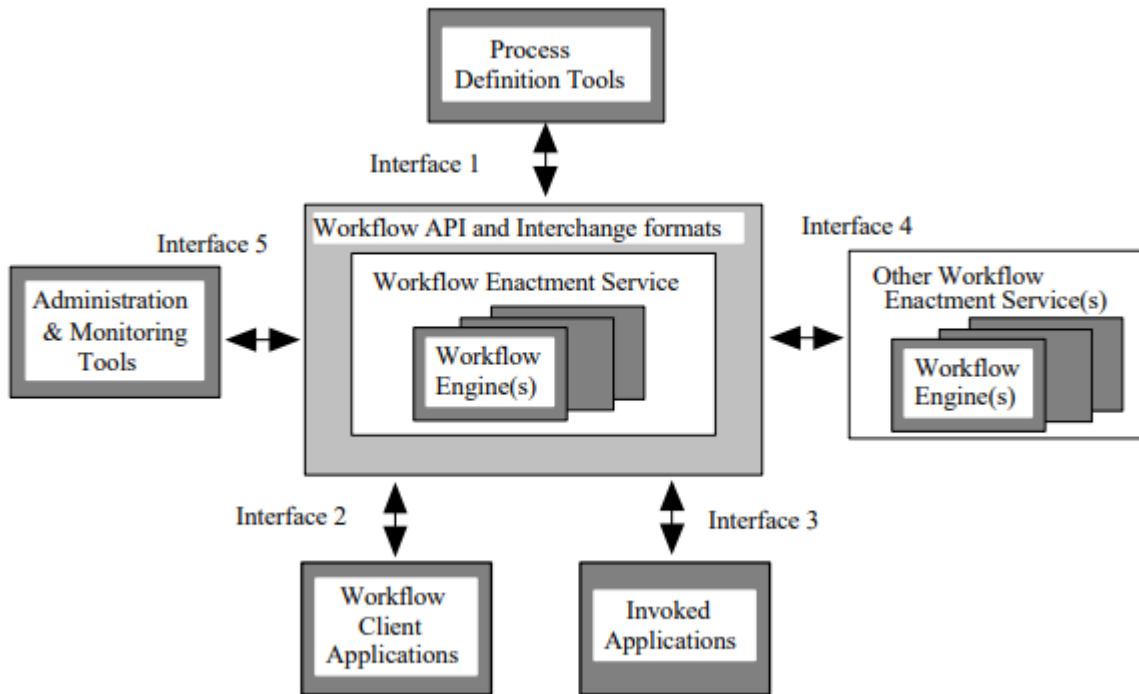 Process
Definition Tools
Interface 1
Workflow API and Interchange formats
Interface 5
Interface 4
Administration
& Monitoring
Tools
Workflow Enactment Service
Workflow
Engine(s)
Other Workflow
Enactment Service(s)
Workflow
Engine(s)
Interface 2
Interface 3
Workflow
Client
Applications
Invoked
Applications